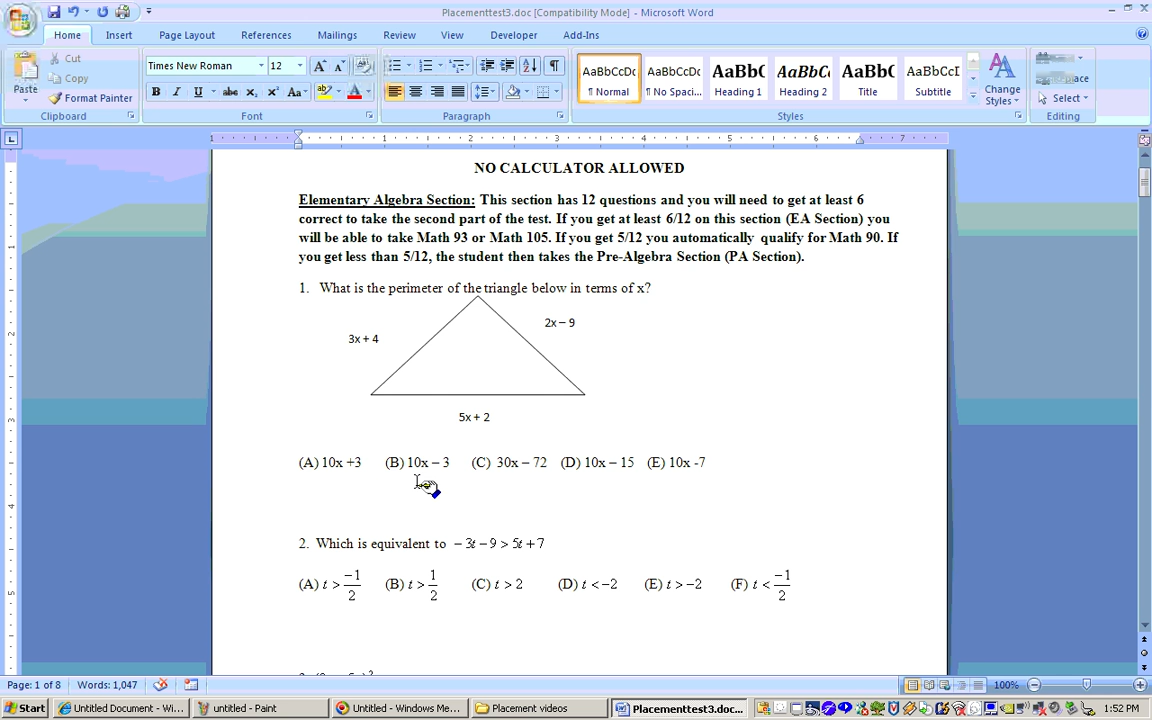 Placementtest3.doc [Compatibility Mode] - Microsoft Word
Home Insert Page Layout References Mailings Review View Developer Add-Ins
Paste
Cut
Copy
Format Painter
Clipboard
Times New Roman 12
Font
Paragraph
AaBbCcDc AaBbCcDc AaBb( AaBbCc AaBb( AaBbCcI
¶ Normal ¶ No Spaci... Heading 1 Heading 2 Title Subtitle
Change Styles
Styles
Select
Editing
NO CALCULATOR ALLOWED
Elementary Algebra Section: This section has 12 questions and you will need to get at least 6
correct to take the second part of the test. If you get at least 6/12 on this section (EA Section) you
will be able to take Math 93 or Math 105. If you get 5/12 you automatically qualify for Math 90. If
you get less than 5/12, the student then takes the Pre-Algebra Section (PA Section).
1. What is the perimeter of the triangle below in terms of x?
2x – 9
3x + 4
5x + 2
(A) 10x +3 (B) 10x – 3 (C) 30x – 72 (D) 10x – 15 (E) 10x -7
2. Which is equivalent to −3t − 9 > 5t + 7
(A) t > −1/2 (B) t > 1/2 (C) t > 2 (D) t < −2 (E) t > −2 (F) t < −1/2
Page: 1 of 8 Words: 1,047 100%
Start Untitled Document - Wi... untitled - Paint Untitled - Windows Me... Placement videos Placementtest3.doc... 1:52 PM